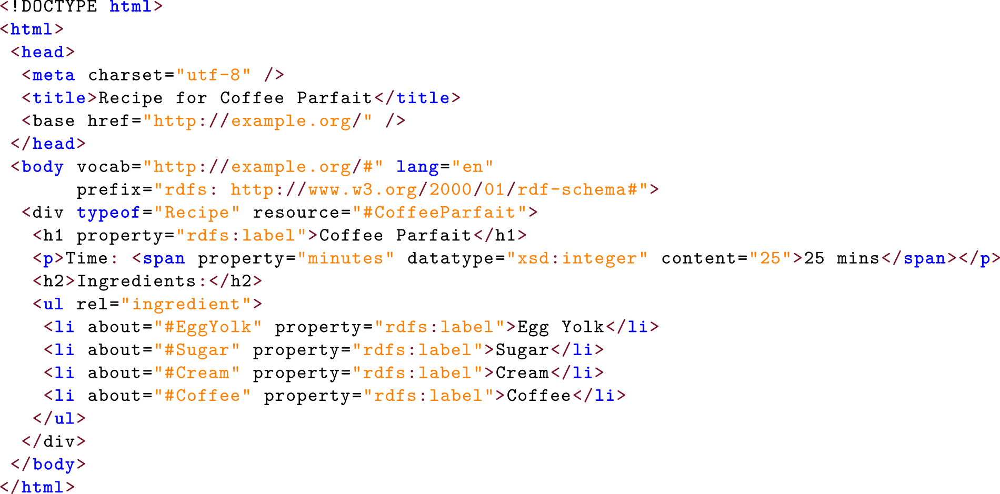 <!DOCTYPE html>
<html>
 <head>
  <meta charset="utf-8" />
  <title>Recipe for Coffee Parfait</title>
  <base href="http://example.org/" />
 </head>
 <body vocab="http://example.org/#" lang="en"
       prefix="rdfs: http://www.w3.org/2000/01/rdf-schema#">
  <div typeof="Recipe" resource="#CoffeeParfait">
   <h1 property="rdfs:label">Coffee Parfait</h1>
   <p>Time: <span property="minutes" datatype="xsd:integer" content="25">25 mins</span></p>
   <h2>Ingredients:</h2>
   <ul rel="ingredient">
    <li about="#EggYolk" property="rdfs:label">Egg Yolk</li>
    <li about="#Sugar" property="rdfs:label">Sugar</li>
    <li about="#Cream" property="rdfs:label">Cream</li>
    <li about="#Coffee" property="rdfs:label">Coffee</li>
   </ul>
  </div>
 </body>
</html>